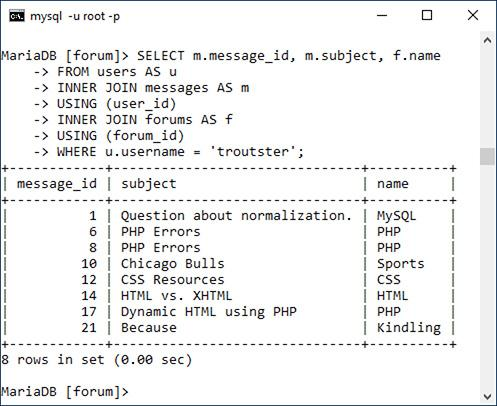 mysql -u root -p
MariaDB [forum]> SELECT m.message_id, m.subject, f.name
    -> FROM users AS u
    -> INNER JOIN messages AS m
    -> USING (user_id)
    -> INNER JOIN forums AS f
    -> USING (forum_id)
    -> WHERE u.username = 'troutster';
+------------+-----------------------------+----------+
| message_id | subject                     | name     |
+------------+-----------------------------+----------+
|          1 | Question about normalization. | MySQL    |
|          6 | PHP Errors                  | PHP      |
|          8 | PHP Errors                  | PHP      |
|         10 | Chicago Bulls               | Sports   |
|         12 | CSS Resources               | CSS      |
|         14 | HTML vs. XHTML              | HTML     |
|         17 | Dynamic HTML using PHP      | PHP      |
|         21 | Because                     | Kindling |
+------------+-----------------------------+----------+
8 rows in set (0.00 sec)
MariaDB [forum]>